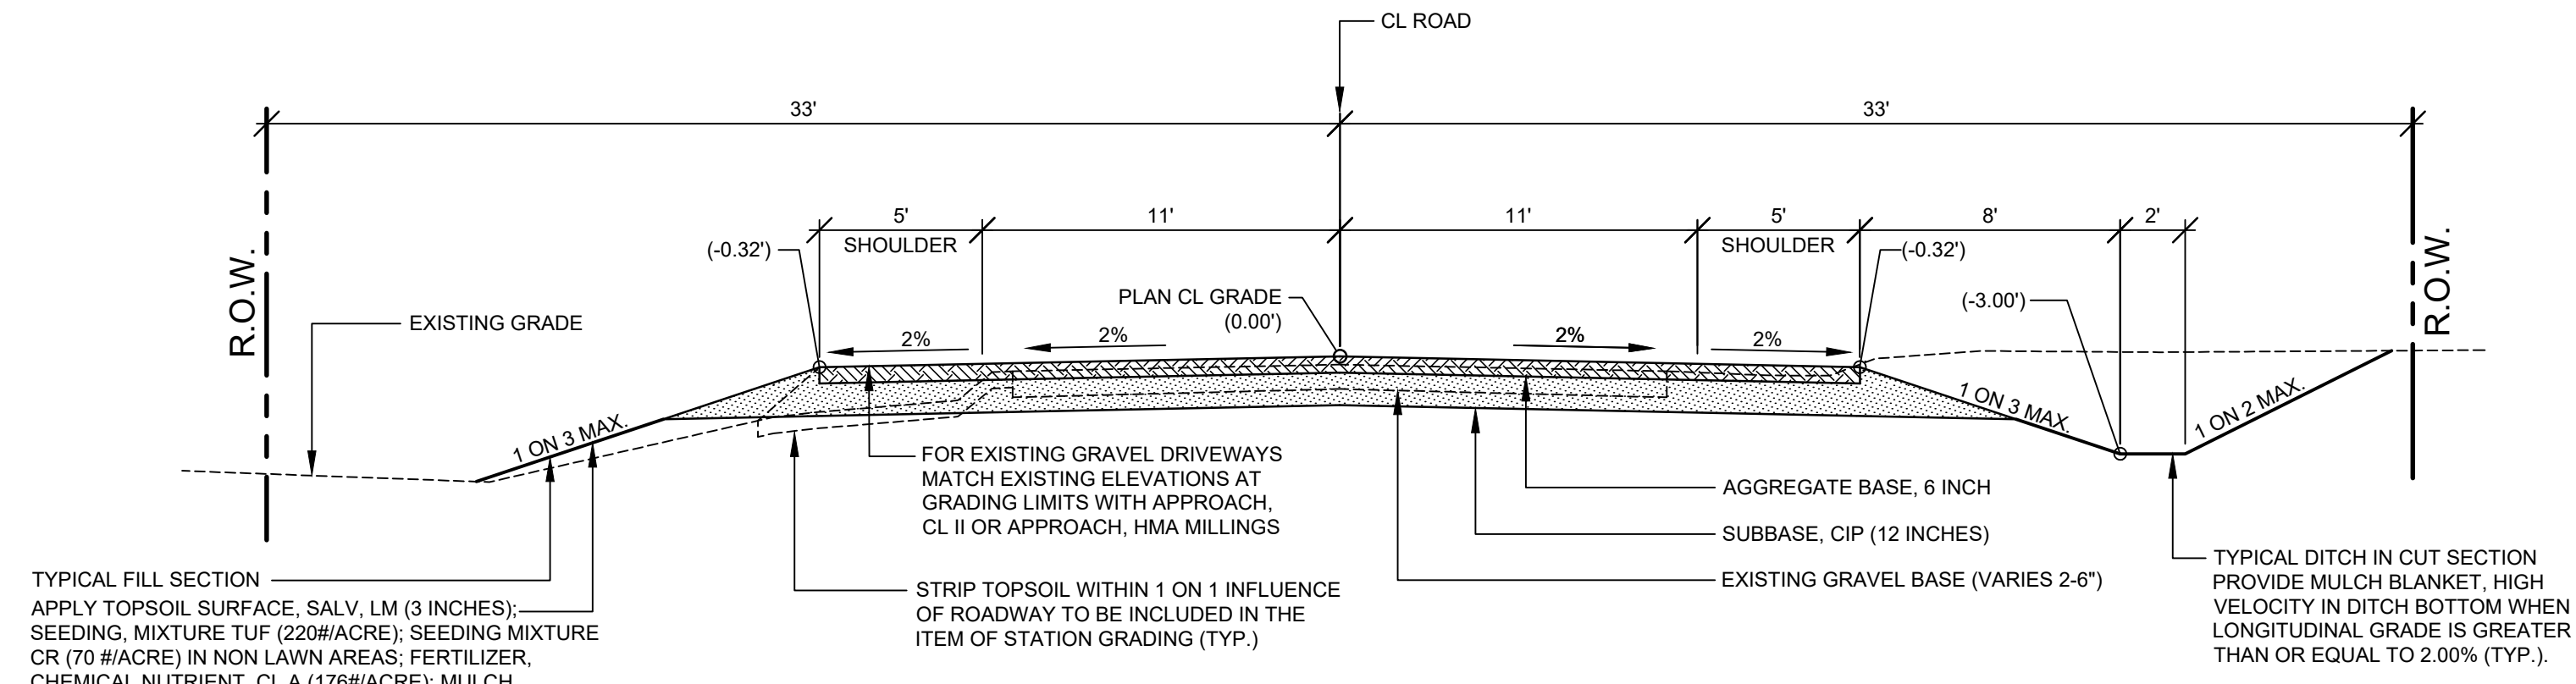 CL ROAD
33'
33'
5'
11'
11'
5'
8'
2'
SHOULDER
SHOULDER
(-0.32')
(-0.32')
R.O.W.
R.O.W.
PLAN CL GRADE
(0.00')
(-3.00')
EXISTING GRADE
2%
2%
2%
2%
1 ON 3 MAX.
1 ON 3 MAX.
1 ON 2 MAX.
FOR EXISTING GRAVEL DRIVEWAYS
MATCH EXISTING ELEVATIONS AT
GRADING LIMITS WITH APPROACH,
CL II OR APPROACH, HMA MILLINGS
AGGREGATE BASE, 6 INCH
SUBBASE, CIP (12 INCHES)
EXISTING GRAVEL BASE (VARIES 2-6")
TYPICAL FILL SECTION
APPLY TOPSOIL SURFACE, SALV, LM (3 INCHES);
SEEDING, MIXTURE TUF (220#/ACRE); SEEDING MIXTURE
CR (70 #/ACRE) IN NON LAWN AREAS; FERTILIZER,
CHEMICAL NUTRIENT, CL A (176#/ACRE); MULCH
STRIP TOPSOIL WITHIN 1 ON 1 INFLUENCE
OF ROADWAY TO BE INCLUDED IN THE
ITEM OF STATION GRADING (TYP.)
TYPICAL DITCH IN CUT SECTION
PROVIDE MULCH BLANKET, HIGH
VELOCITY IN DITCH BOTTOM WHEN
LONGITUDINAL GRADE IS GREATER
THAN OR EQUAL TO 2.00% (TYP.).